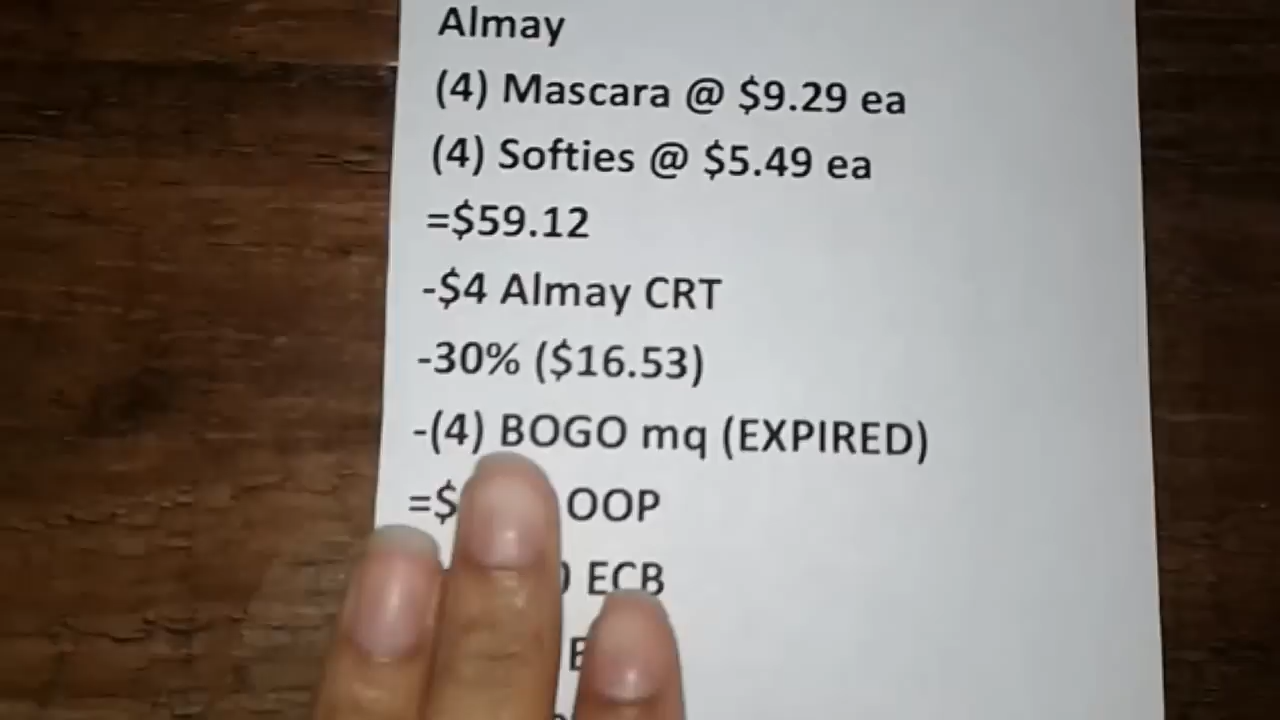 Almay
(4) Mascara @ $9.29 ea
(4) Softies @ $5.49 ea
=$59.12
-$4 Almay CRT
-30% ($16.53)
-(4) BOGO mq (EXPIRED)
=$ OOP
) ECB